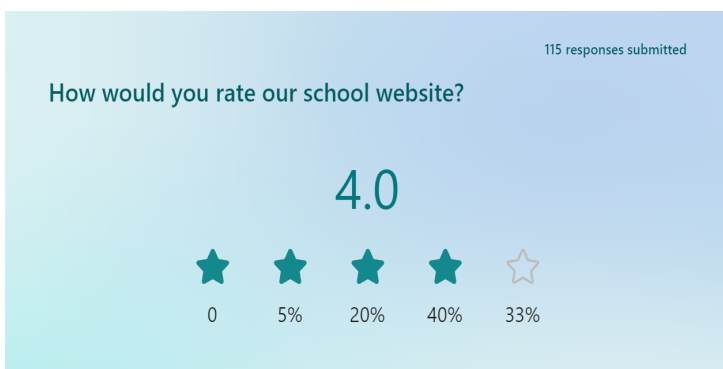 115 responses submitted
How would you rate our school website?
4.0
0 5% 20% 40% 33%